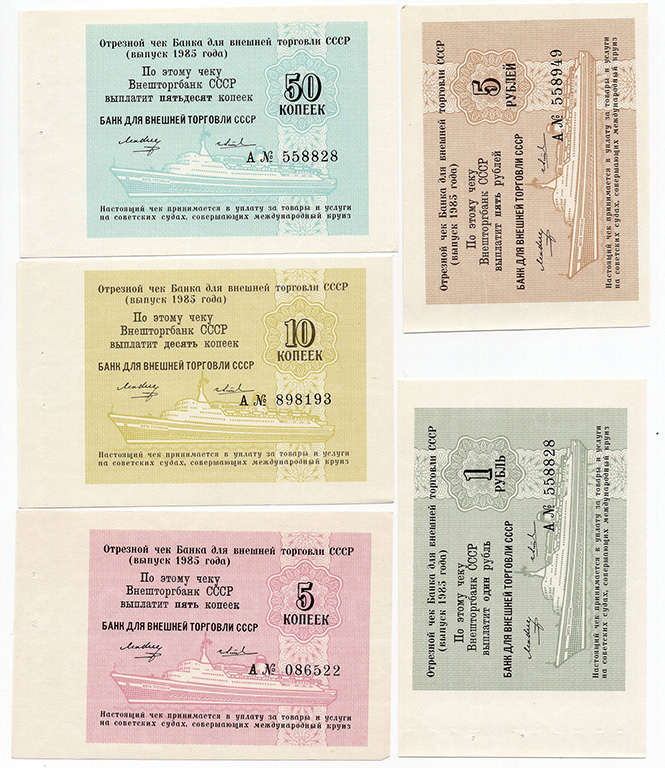 Отрезной чек Банка для внешней торговли СССР
(выпуск 1985 года)
По этому чеку
Внешторгбанк СССР
выплатит пятьдесят копеек
50
КОПЕЕК
БАНК ДЛЯ ВНЕШНЕЙ ТОРГОВЛИ СССР
А № 558828
Настоящий чек принимается в уплату за товары и услуги
на советских судах, совершающих международный круиз
Отрезной чек Банка для внешней торговли СССР
(выпуск 1985 года)
По этому чеку
Внешторгбанк СССР
выплатит десять копеек
10
КОПЕЕК
БАНК ДЛЯ ВНЕШНЕЙ ТОРГОВЛИ СССР
А № 898193
Настоящий чек принимается в уплату за товары и услуги
на советских судах, совершающих международный круиз
Отрезной чек Банка для внешней торговли СССР
(выпуск 1985 года)
По этому чеку
Внешторгбанк СССР
выплатит пять копеек
5
КОПЕЕК
БАНК ДЛЯ ВНЕШНЕЙ ТОРГОВЛИ СССР
А № 086522
Настоящий чек принимается в уплату за товары и услуги
на советских судах, совершающих международный круиз
Отрезной чек Банка для внешней торговли СССР
(выпуск 1985 года)
По этому чеку
Внешторгбанк СССР
выплатит пять рублей
5
РУБЛЕЙ
БАНК ДЛЯ ВНЕШНЕЙ ТОРГОВЛИ СССР
А № 558949
Настоящий чек принимается в уплату за товары и услуги
на советских судах, совершающих международный круиз
Отрезной чек Банка для внешней торговли СССР
(выпуск 1985 года)
По этому чеку
Внешторгбанк СССР
выплатит один рубль
1
РУБЛЬ
БАНК ДЛЯ ВНЕШНЕЙ ТОРГОВЛИ СССР
А № 558828
Настоящий чек принимается в уплату за товары и услуги
на советских судах, совершающих международный круиз